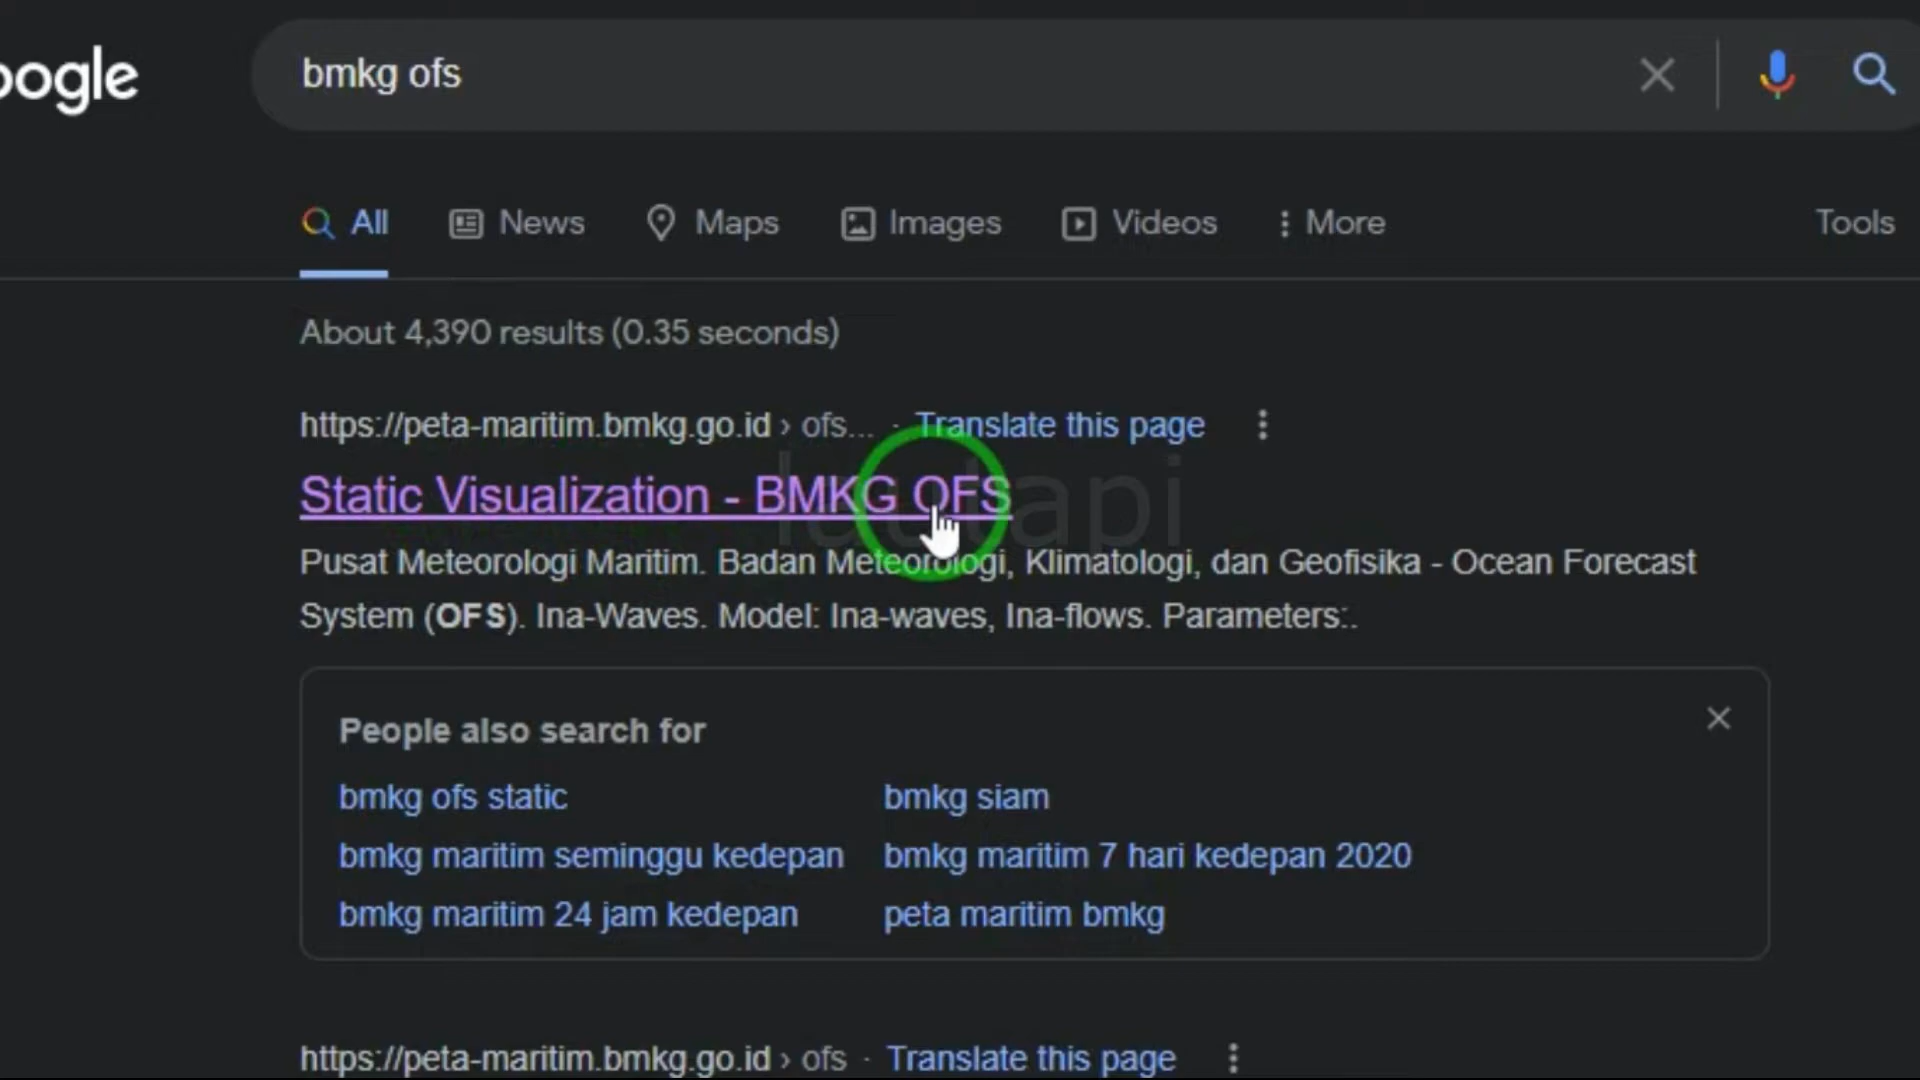 oogle
bmkg ofs
All News Maps Images Videos More Tools
About 4,390 results (0.35 seconds)
https://peta-maritim.bmkg.go.id › ofs... · Translate this page
Static Visualization - BMKG OFS
Pusat Meteorologi Maritim. Badan Meteorologi, Klimatologi, dan Geofisika - Ocean Forecast
System (OFS). Ina-Waves. Model: Ina-waves, Ina-flows. Parameters:.
People also search for
bmkg ofs static
bmkg siam
bmkg maritim seminggu kedepan
bmkg maritim 7 hari kedepan 2020
bmkg maritim 24 jam kedepan
peta maritim bmkg
https://peta-maritim.bmkg.go.id › ofs · Translate this page